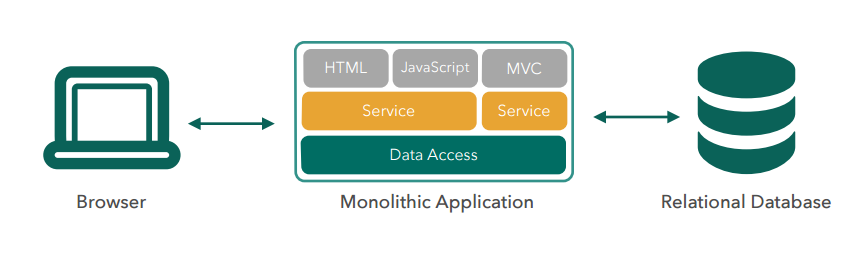 HTML JavaScript MVC
Service Service
Data Access
Browser Monolithic Application Relational Database